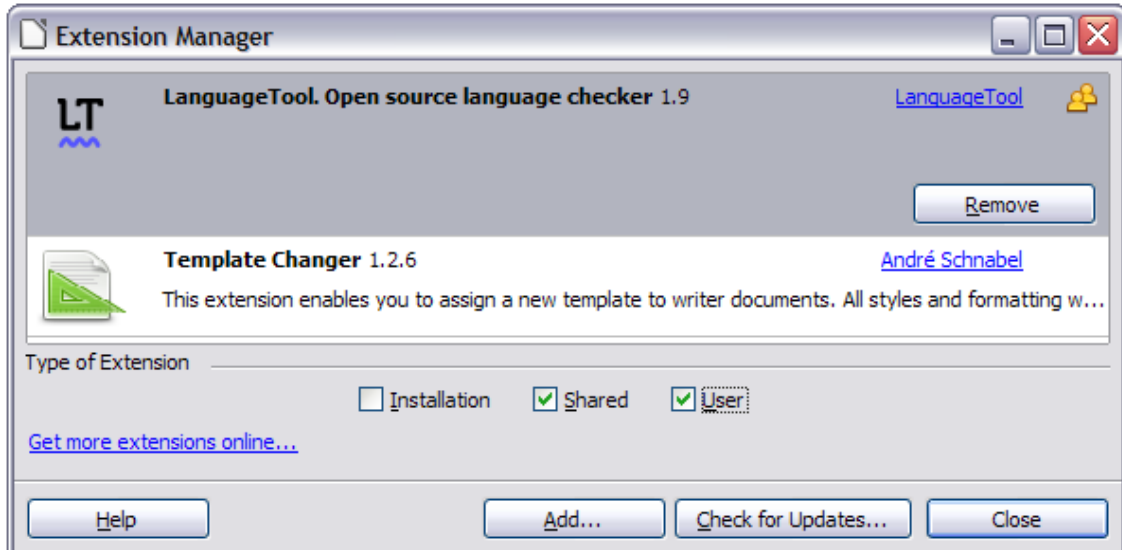 Extension Manager
LT
LanguageTool. Open source language checker 1.9 LanguageTool
Remove
Template Changer 1.2.6 André Schnabel
This extension enables you to assign a new template to writer documents. All styles and formatting w...
Type of Extension
Installation Shared User
Get more extensions online...
Help Add... Check for Updates... Close